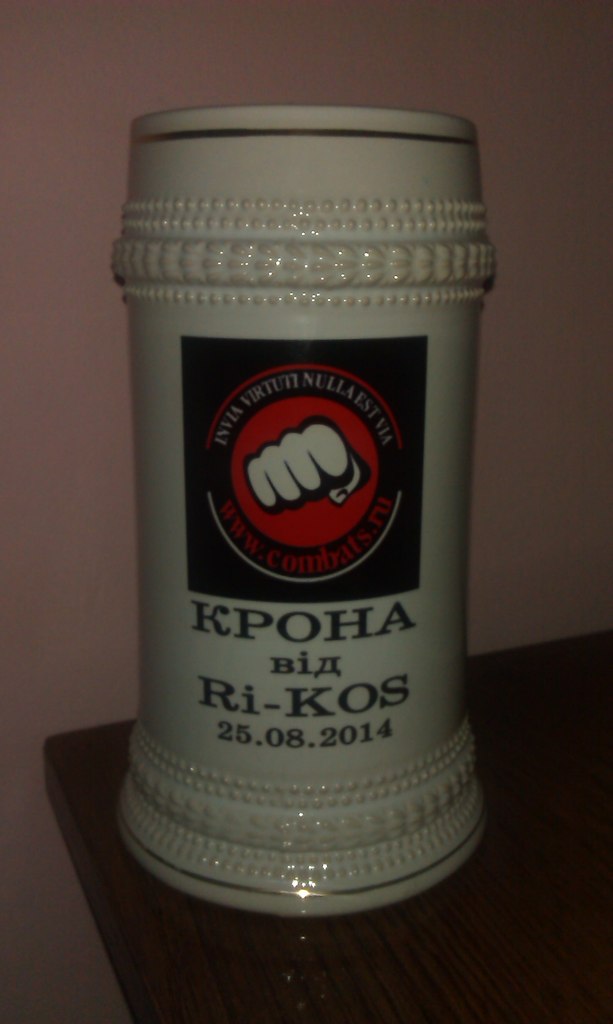 INVIA VIRTUTI NULLA EST VIA
www.combats.ru
КРОНА
від
Ri-KOS
25.08.2014